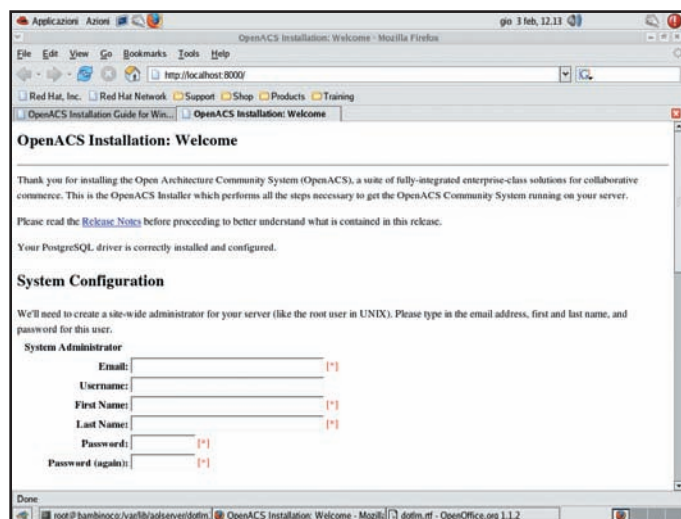 Applicazioni Azioni gio 3 feb, 12.13
OpenACS Installation: Welcome - Mozilla Firefox
File Edit View Go Bookmarks Tools Help
http://localhost:8000/
Red Hat, Inc. Red Hat Network Support Shop Products Training
OpenACS Installation Guide for Win... OpenACS Installation: Welcome
OpenACS Installation: Welcome
Thank you for installing the Open Architecture Community System (OpenACS), a suite of fully-integrated enterprise-class solutions for collaborative
commerce. This is the OpenACS Installer which performs all the steps necessary to get the OpenACS Community System running on your server.
Please read the Release Notes before proceeding to better understand what is contained in this release.
Your PostgreSQL driver is correctly installed and configured.
System Configuration
We'll need to create a site-wide administrator for your server (like the root user in UNIX). Please type in the email address, first and last name, and
password for this user.
System Administrator
Email: [*]
Username:
First Name: [*]
Last Name: [*]
Password: [*]
Password (again): [*]
Done
root@bambinoco:/var/lib/aolserver/dotlrn OpenACS Installation: Welcome - Mozilla dotlrn.rtf - OpenOffice.org 1.1.2